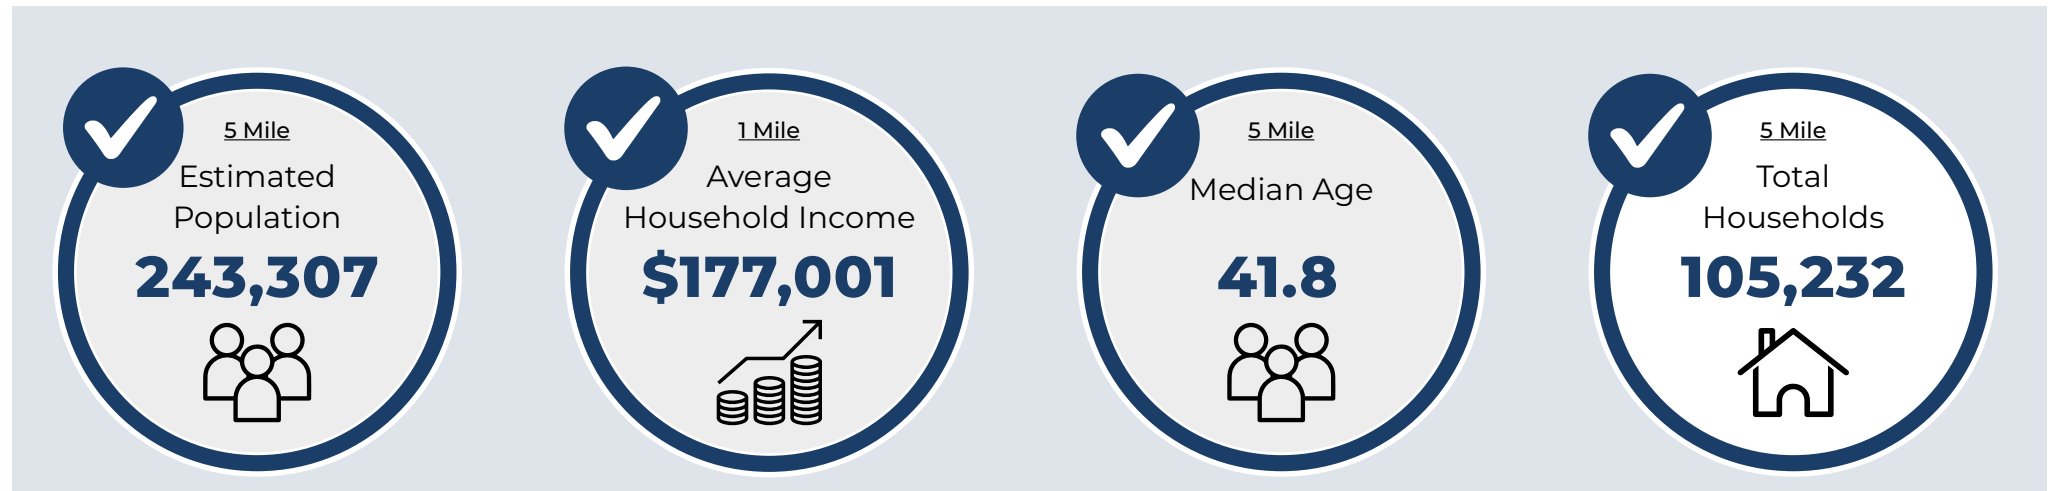 5 Mile
Estimated
Population
243,307
1 Mile
Average
Household Income
$177,001
5 Mile
Median Age
41.8
5 Mile
Total
Households
105,232